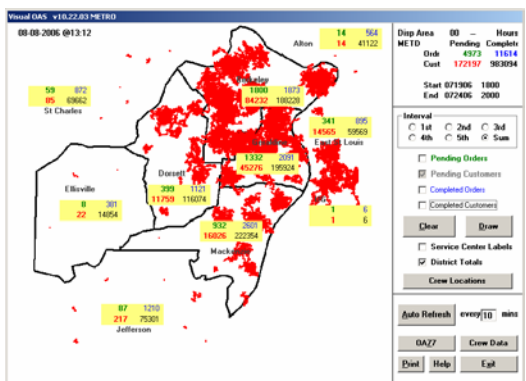 Visual OAS v10.22.03 METRO
08-08-2006 @13:12
14 564
14 41122
Alton
59 872
85 69662
St Charles
Berkeley
1800 1873
84232 188220
341 895
14565 59569
East St Louis
1332 2091
45276 195924
Dorsett
399 1121
11759 116074
Ellisville
8 381
22 14854
1 6
1 6
932 2601
16026 222354
Mackenzie
87 1210
217 75301
Jefferson
Disp Area 00 -- Hours
METD Pending Complete
Ordr 4973 11614
Cust 172197 983094
Start 071906 1800
End 072406 2000
Interval
1st 2nd 3rd
4th 5th Sum
Pending Orders
Pending Customers
Completed Orders
Completed Customers
Clear Draw
Service Center Labels
District Totals
Crew Locations
Auto Refresh every 10 mins
OAZ7 Crew Data
Print Help Exit